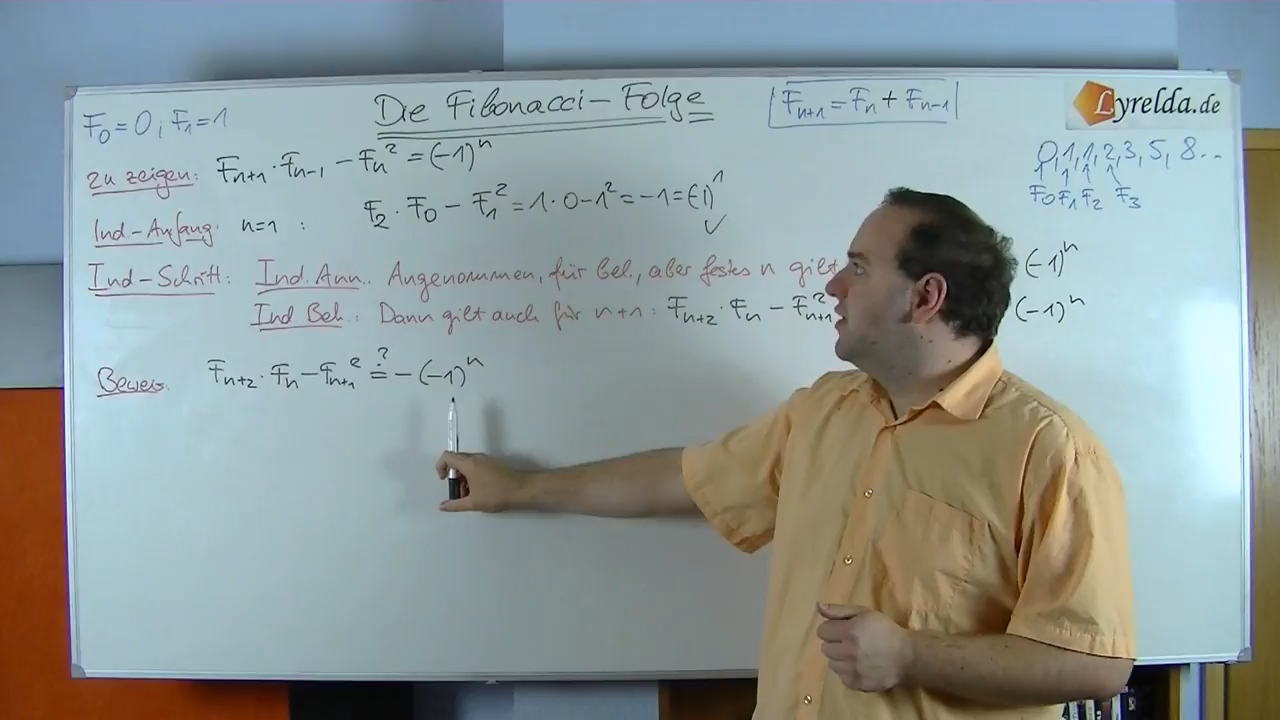 Die Fibonacci-Folge
F₀=0; F₁=1
Fₙ₊₁=Fₙ+Fₙ₋₁
Lyrelda.de
zu zeigen: Fₙ₊₁·Fₙ₋₁-Fₙ²=(-1)ⁿ
0,1,1,2,3,5,8...
F₀ F₁ F₂ F₃
Ind.-Anfang: n=1 : F₂·F₀-F₁²=1·0-1²=-1=(-1)¹ ✓
Ind-Schritt: Ind.Ann.. Angenommen, für bel., aber festes n gilt (-1)ⁿ
Ind Beh.: Dann gilt auch für n+1: Fₙ₊₂·Fₙ-Fₙ₊₁² (-1)ⁿ
Beweis. Fₙ₊₂·Fₙ-Fₙ₊₁² ≟ -(-1)ⁿ